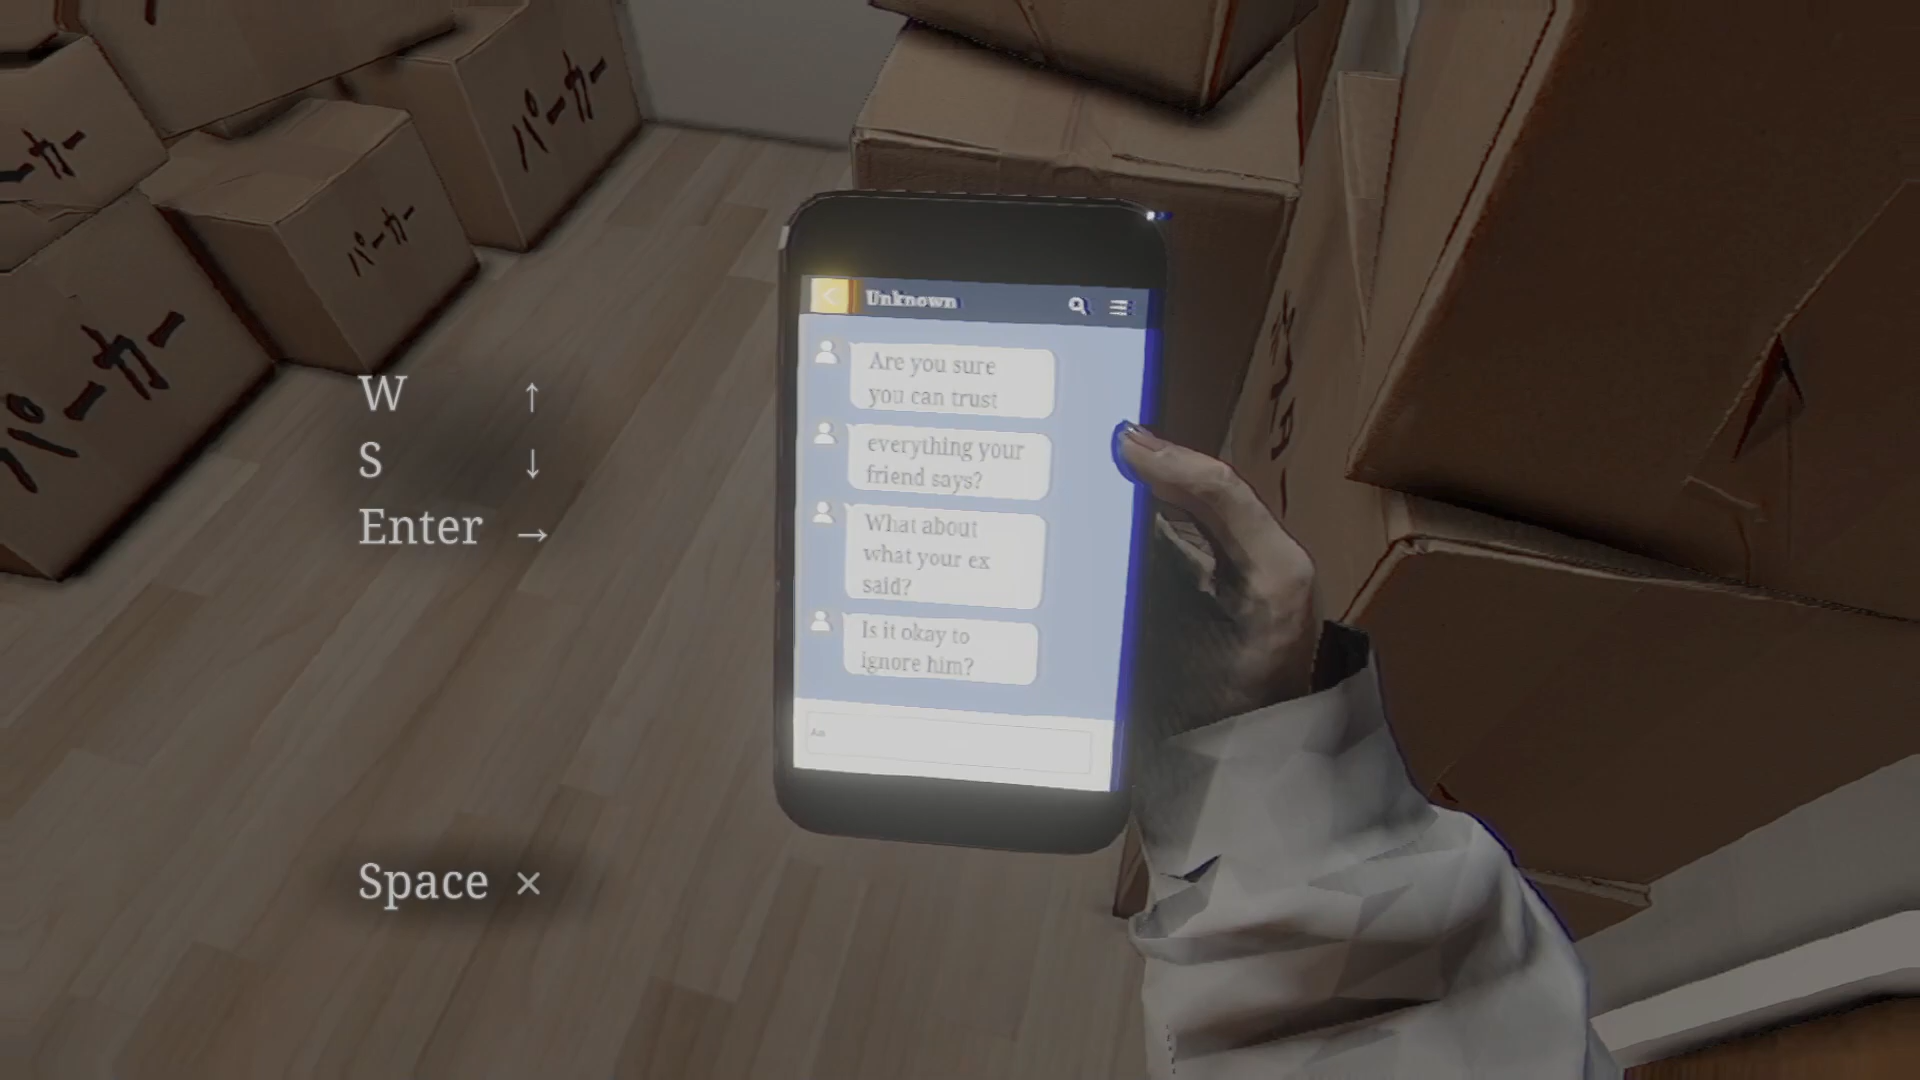 パーカー
パーカー
ーカー
パーカー
Unknown
Are you sure
you can trust
everything your
friend says?
What about
what your ex
said?
Is it okay to
ignore him?
W ↑
S ↓
Enter →
Space ×